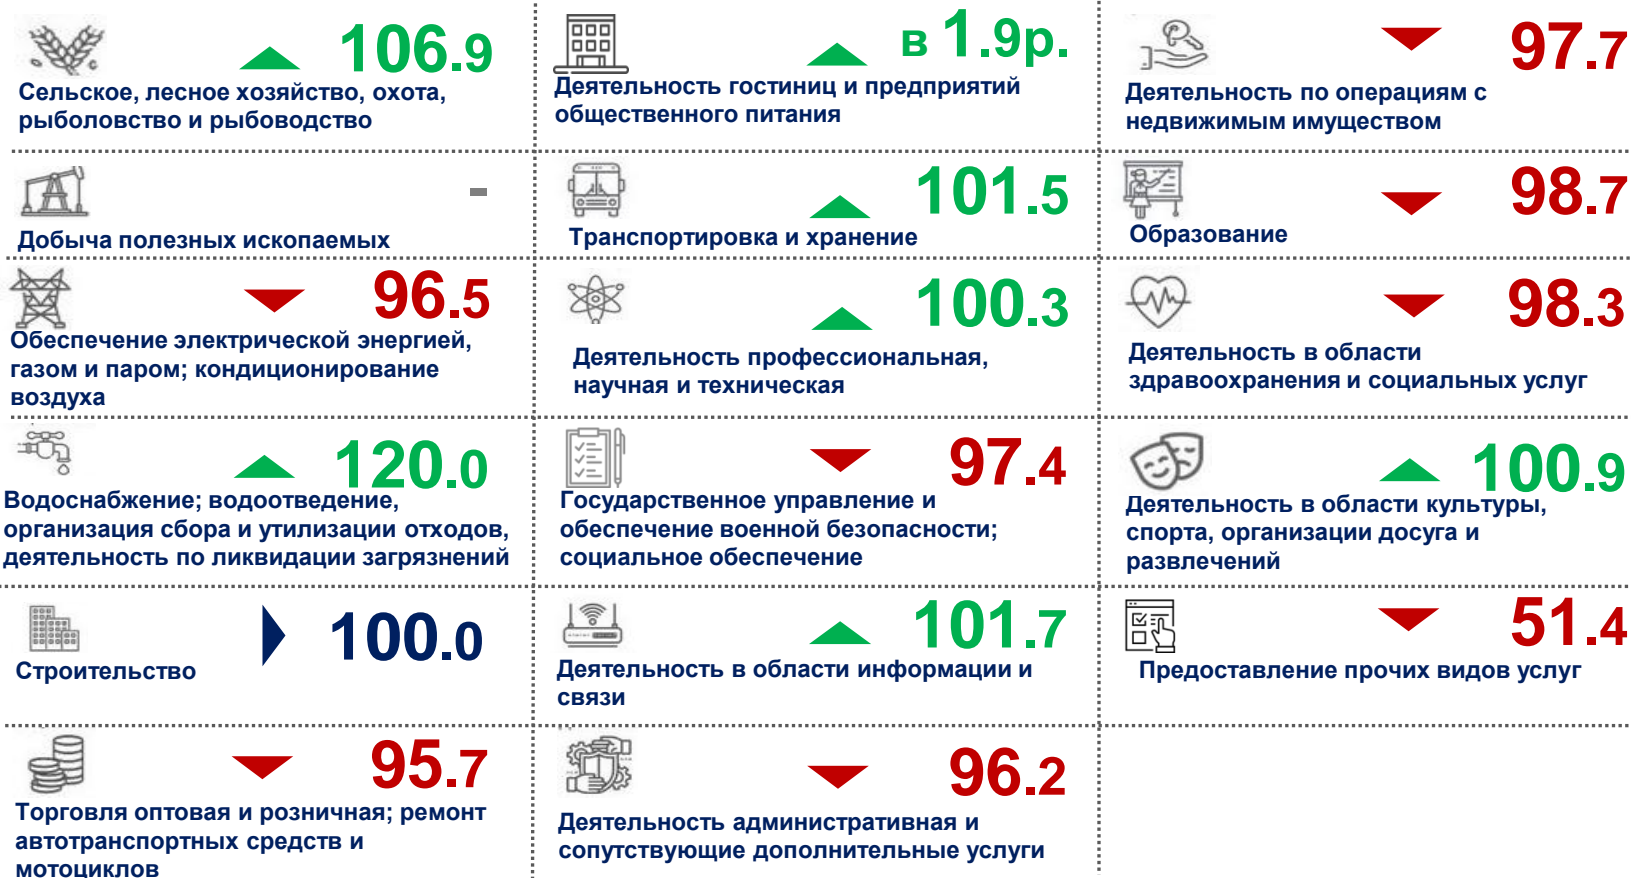 106.9
Сельское, лесное хозяйство, охота,
рыболовство и рыбоводство
-
Добыча полезных ископаемых
96.5
Обеспечение электрической энергией,
газом и паром; кондиционирование
воздуха
120.0
Водоснабжение; водоотведение,
организация сбора и утилизации отходов,
деятельность по ликвидации загрязнений
100.0
Строительство
95.7
Торговля оптовая и розничная; ремонт
автотранспортных средств и
мотоциклов
в 1.9р.
Деятельность гостиниц и предприятий
общественного питания
101.5
Транспортировка и хранение
100.3
Деятельность профессиональная,
научная и техническая
97.4
Государственное управление и
обеспечение военной безопасности;
социальное обеспечение
101.7
Деятельность в области информации и
связи
96.2
Деятельность административная и
сопутствующие дополнительные услуги
97.7
Деятельность по операциям с
недвижимым имуществом
98.7
Образование
98.3
Деятельность в области
здравоохранения и социальных услуг
100.9
Деятельность в области культуры,
спорта, организации досуга и
развлечений
51.4
Предоставление прочих видов услуг